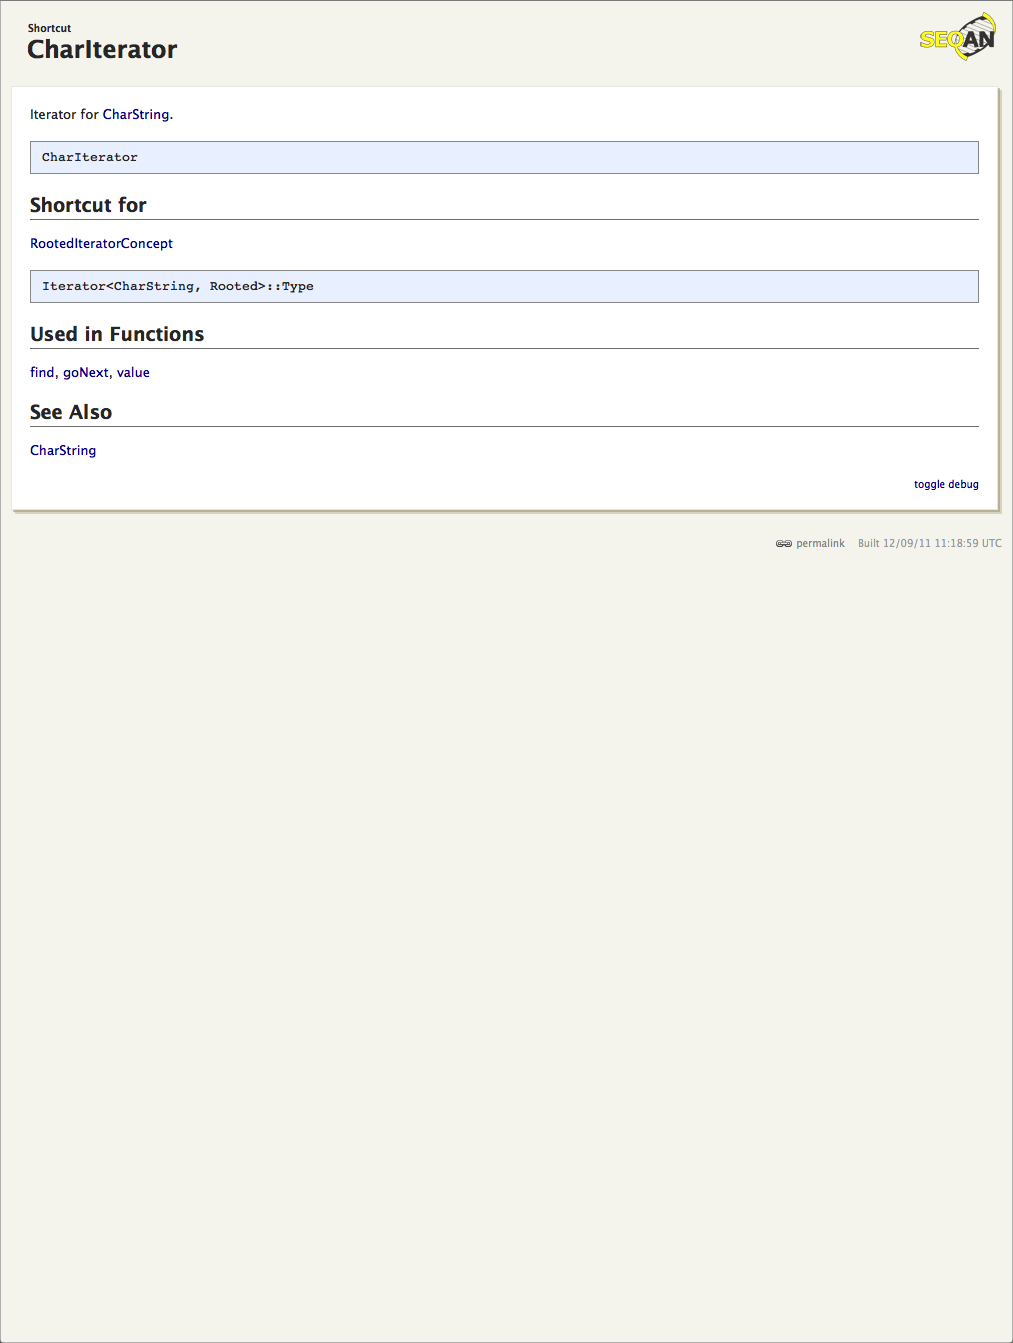 Shortcut
CharIterator
SEQAN
Iterator for CharString.
CharIterator
Shortcut for
RootedIteratorConcept
Iterator<CharString, Rooted>::Type
Used in Functions
find, goNext, value
See Also
CharString
toggle debug
permalink Built 12/09/11 11:18:59 UTC